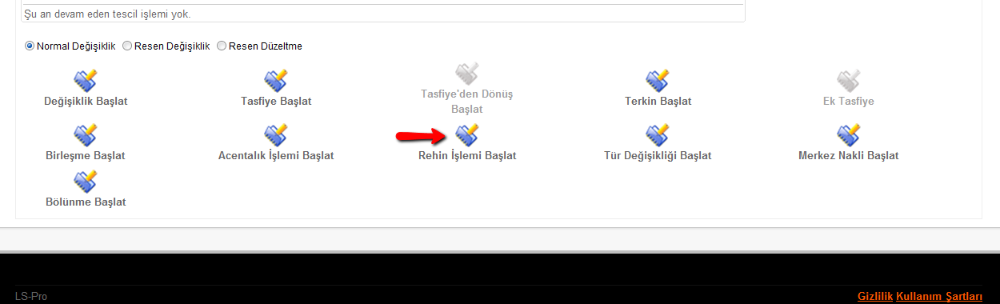 Şu an devam eden tescil işlemi yok.
Normal Değişiklik Resen Değişiklik Resen Düzeltme
Değişiklik Başlat
Tasfiye Başlat
Tasfiye'den Dönüş
Başlat
Terkin Başlat
Ek Tasfiye
Birleşme Başlat
Acentalık İşlemi Başlat
Rehin İşlemi Başlat
Tür Değişikliği Başlat
Merkez Nakli Başlat
Bölünme Başlat
LS-Pro
Gizlilik Kullanım Şartları